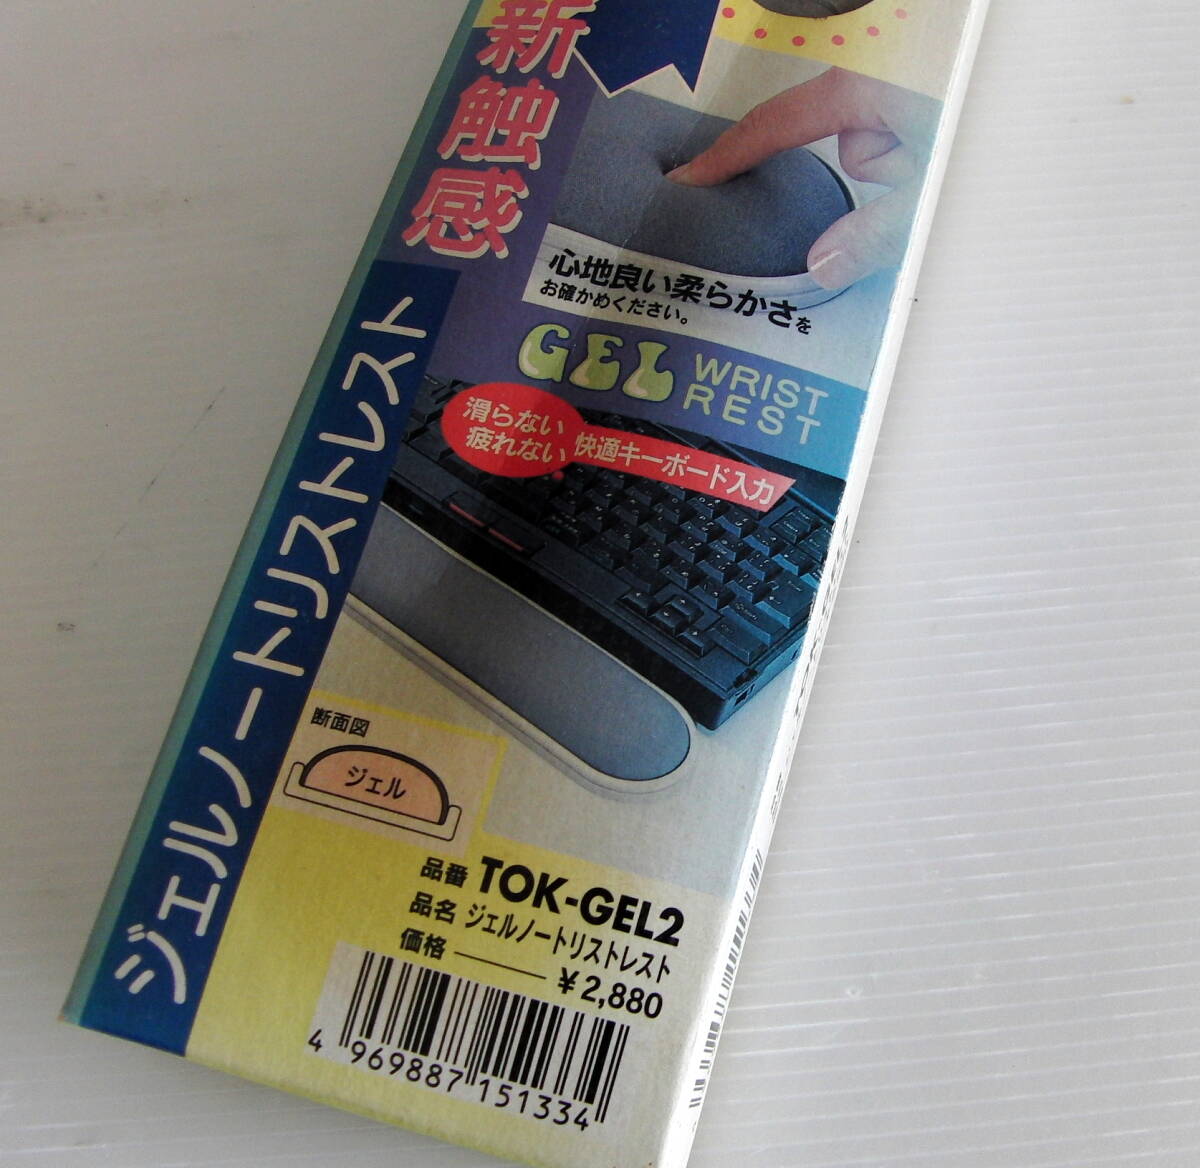 新触感
心地良い柔らかさを
お確かめください。
GEL WRIST
REST
滑らない
疲れない
快適キーボード入力
ジェルノートリストレスト
断面図
ジェル
品番 TOK-GEL2
品名 ジェルノートリストレスト
価格 ¥2,880
4 969887 151334